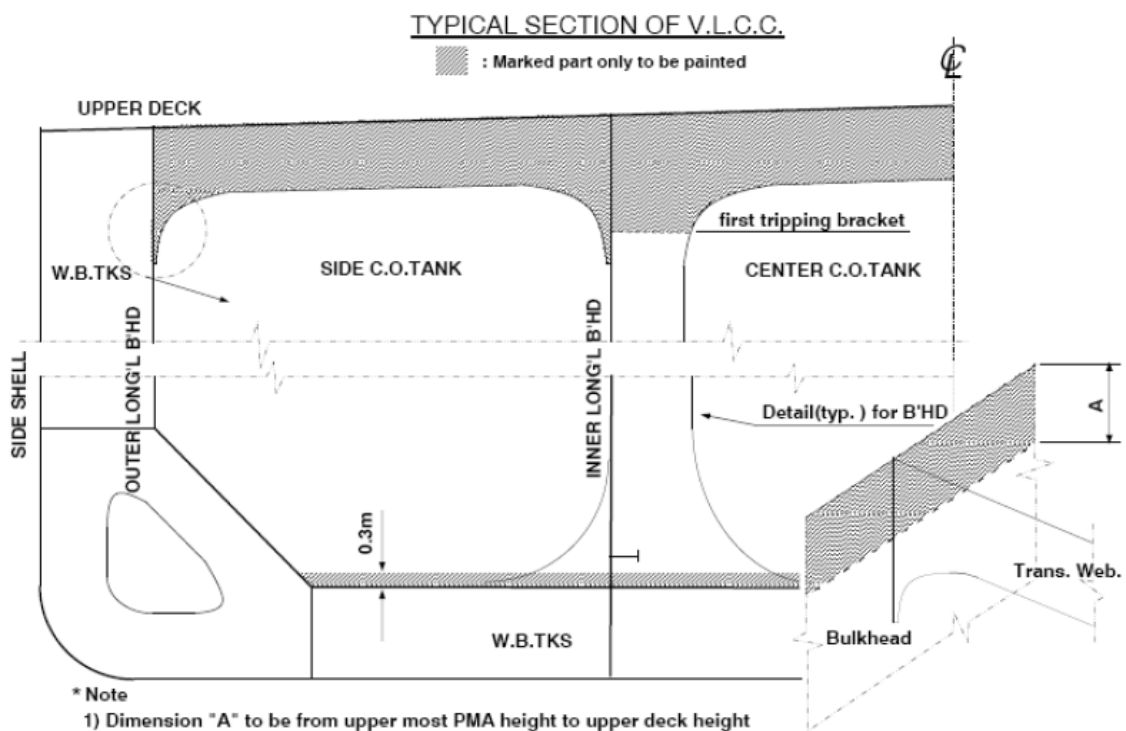 TYPICAL SECTION OF V.L.C.C.
: Marked part only to be painted
℄
UPPER DECK
first tripping bracket
W.B.TKS
SIDE C.O.TANK
CENTER C.O.TANK
SIDE SHELL
OUTER LONG'L B'HD
INNER LONG'L B'HD
Detail(typ. ) for B'HD
A
0.3m
Trans. Web.
Bulkhead
W.B.TKS
* Note
1) Dimension "A" to be from upper most PMA height to upper deck height